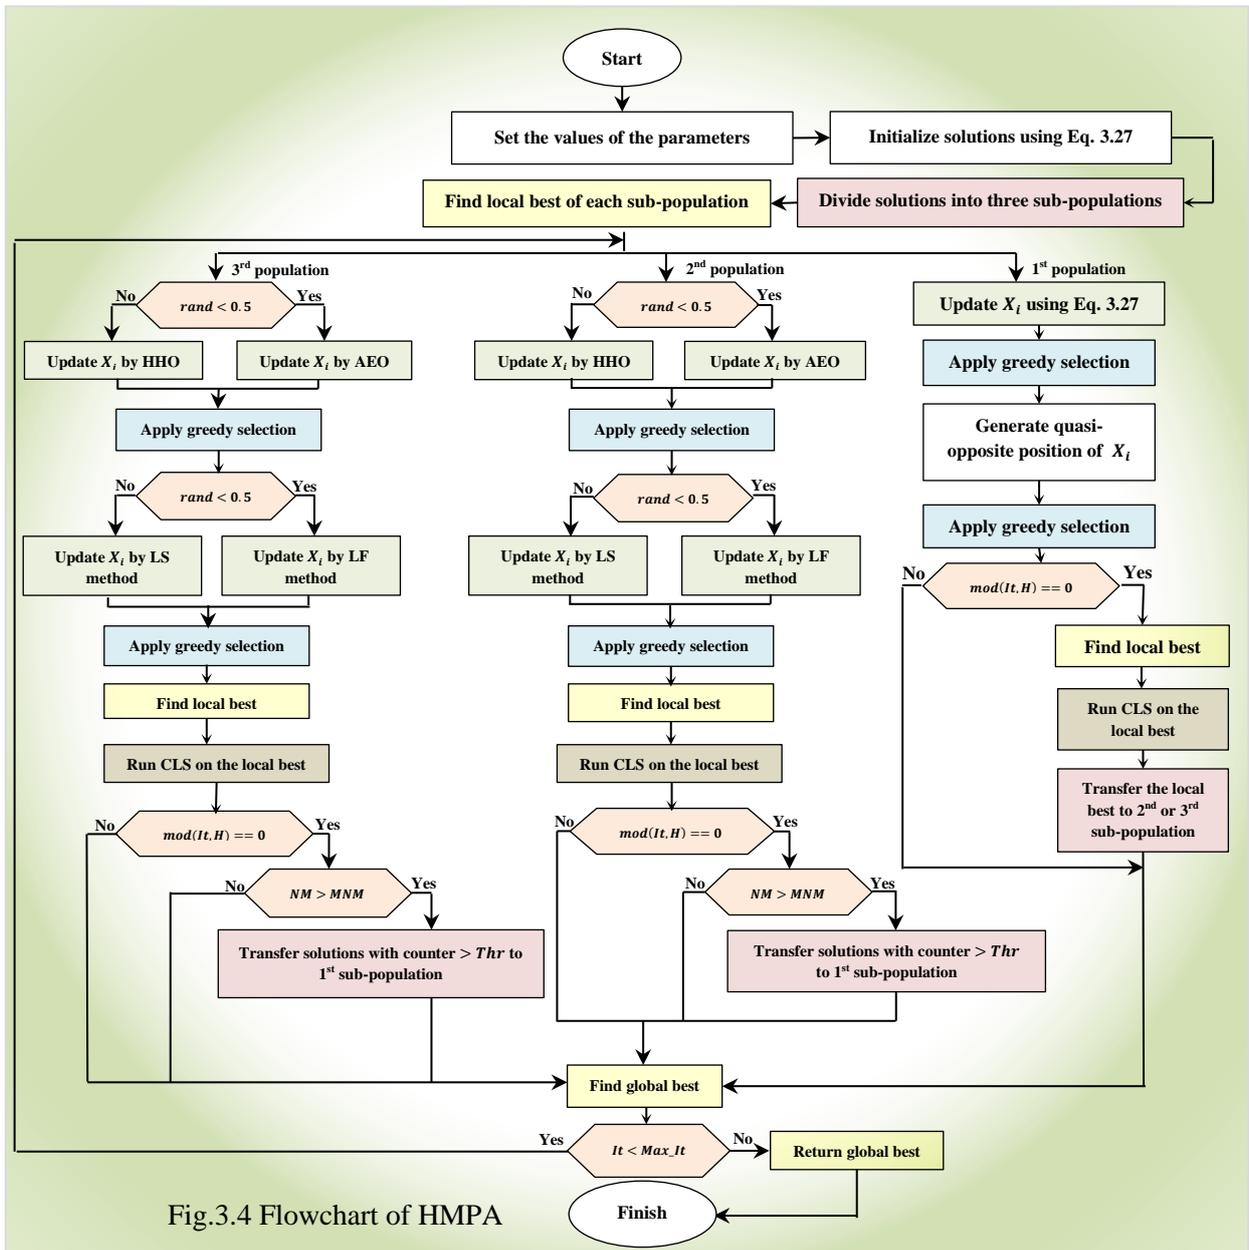 Start
Set the values of the parameters
Initialize solutions using Eq. 3.27
Divide solutions into three sub-populations
Find local best of each sub-population
3rd population
No
rand < 0.5
Yes
Update Xi by HHO
Update Xi by AEO
Apply greedy selection
No
rand < 0.5
Yes
Update Xi by LS
method
Update Xi by LF
method
Apply greedy selection
Find local best
Run CLS on the local best
No
mod(It, H) == 0
Yes
No
NM > MNM
Yes
Transfer solutions with counter > Thr to
1st sub-population
2nd population
No
rand < 0.5
Yes
Update Xi by HHO
Update Xi by AEO
Apply greedy selection
No
rand < 0.5
Yes
Update Xi by LS
method
Update Xi by LF
method
Apply greedy selection
Find local best
Run CLS on the local best
No
mod(It, H) == 0
Yes
No
NM > MNM
Yes
Transfer solutions with counter > Thr
to 1st sub-population
1st population
Update Xi using Eq. 3.27
Apply greedy selection
Generate quasi-
opposite position of Xi
Apply greedy selection
No
mod(It, H) == 0
Yes
Find local best
Run CLS on the
local best
Transfer the local
best to 2nd or 3rd
sub-population
Find global best
Yes
It < Max_It
No
Return global best
Finish
Fig.3.4 Flowchart of HMPA